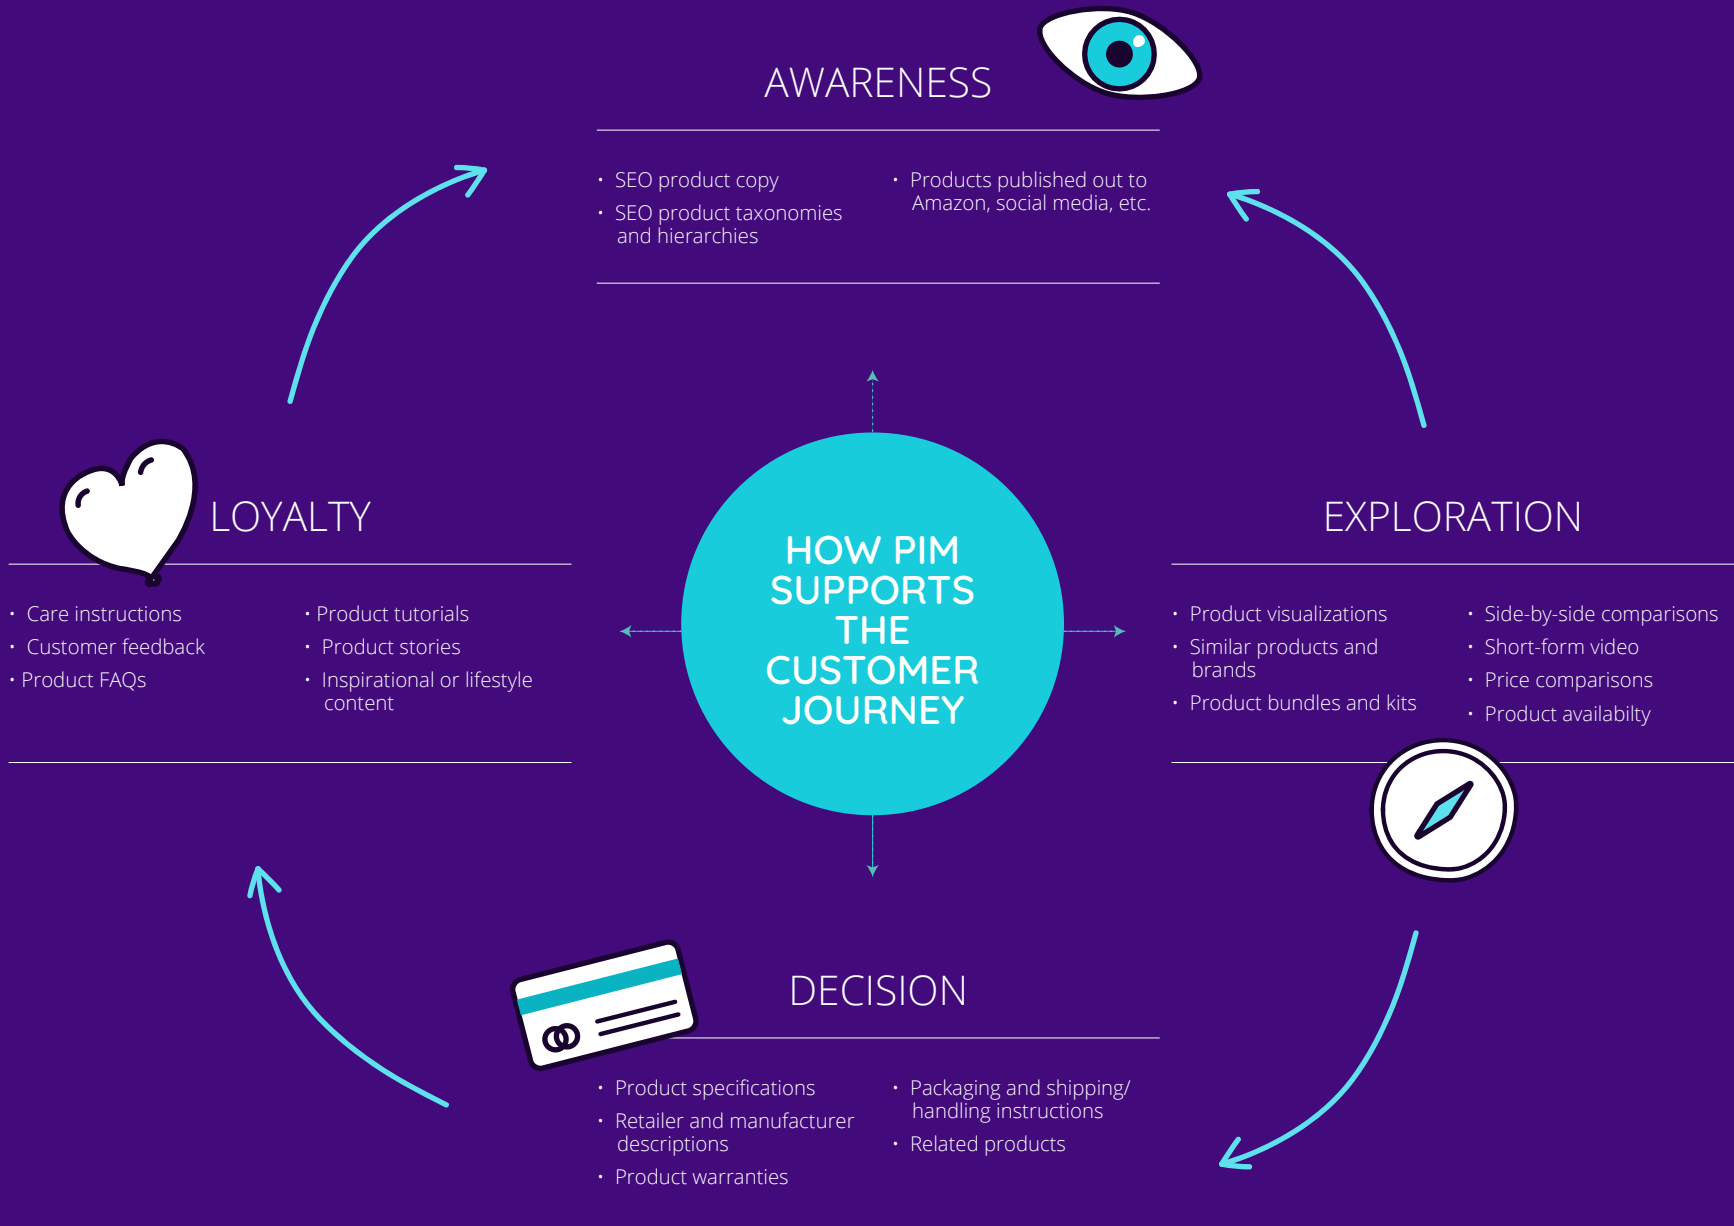 AWARENESS
• SEO product copy
• SEO product taxonomies
and hierarchies
• Products published out to
Amazon, social media, etc.
LOYALTY
• Care instructions
• Customer feedback
• Product FAQs
• Product tutorials
• Product stories
• Inspirational or lifestyle
content
HOW PIM
SUPPORTS
THE
CUSTOMER
JOURNEY
EXPLORATION
• Product visualizations
• Similar products and
brands
• Product bundles and kits
• Side-by-side comparisons
• Short-form video
• Price comparisons
• Product availabilty
DECISION
• Product specifications
• Retailer and manufacturer
descriptions
• Product warranties
• Packaging and shipping/
handling instructions
• Related products